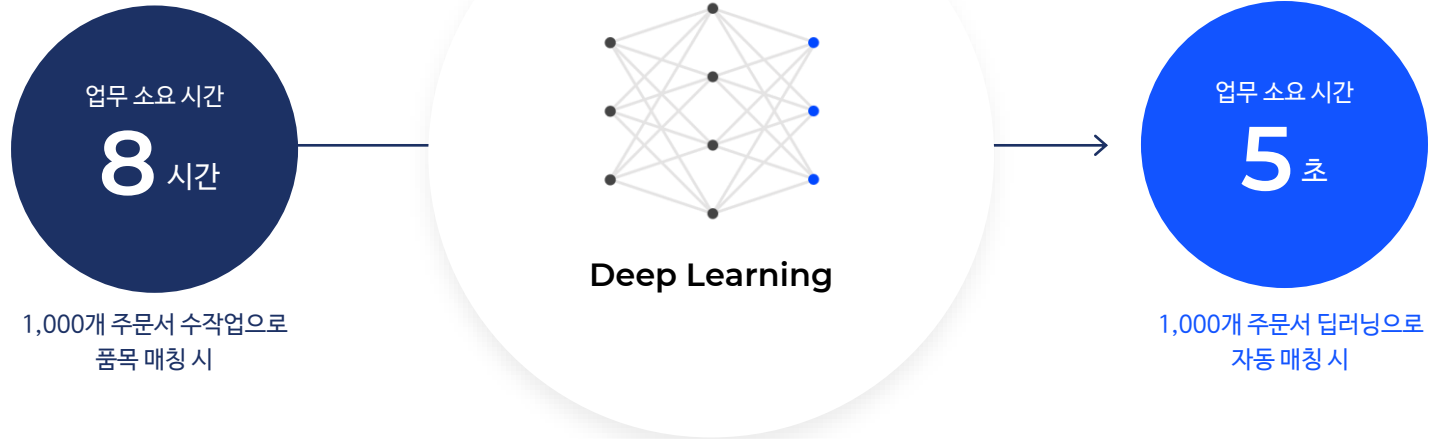 업무 소요 시간
8 시간
1,000개 주문서 수작업으로
품목 매칭 시
Deep Learning
업무 소요 시간
5 초
1,000개 주문서 딥러닝으로
자동 매칭 시